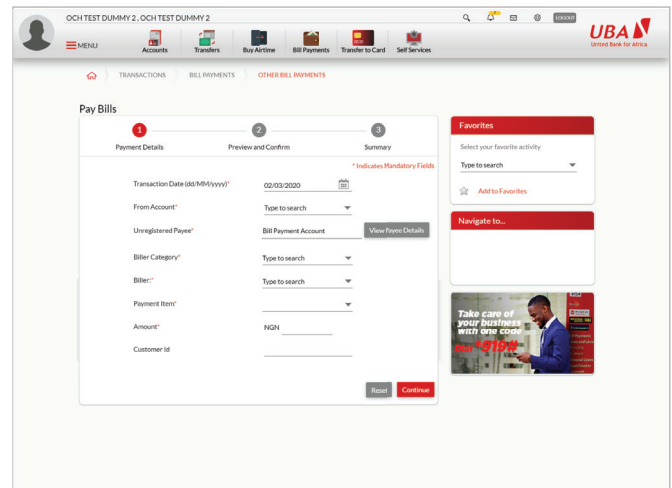 OCH TEST DUMMY 2 , OCH TEST DUMMY 2
LOGOUT
UBA
United Bank for Africa
MENU
Accounts
Transfers
Buy Airtime
Bill Payments
Transfer to Card
Self Services
TRANSACTIONS
BILL PAYMENTS
OTHER BILL PAYMENTS
Pay Bills
1
2
3
Payment Details
Preview and Confirm
Summary
* Indicates Mandatory Fields
Transaction Date (dd/MM/yyyy)*
02/03/2020
From Account*
Type to search
Unregistered Payee*
Bill Payment Account
View Payee Details
Biller Category*
Type to search
Biller:*
Type to search
Payment Item*
Amount*
NGN
Customer Id
Reset
Continue
Favorites
Select your favorite activity
Type to search
Add to Favorites
Navigate to...
Take care of
your business
with one code
*919#